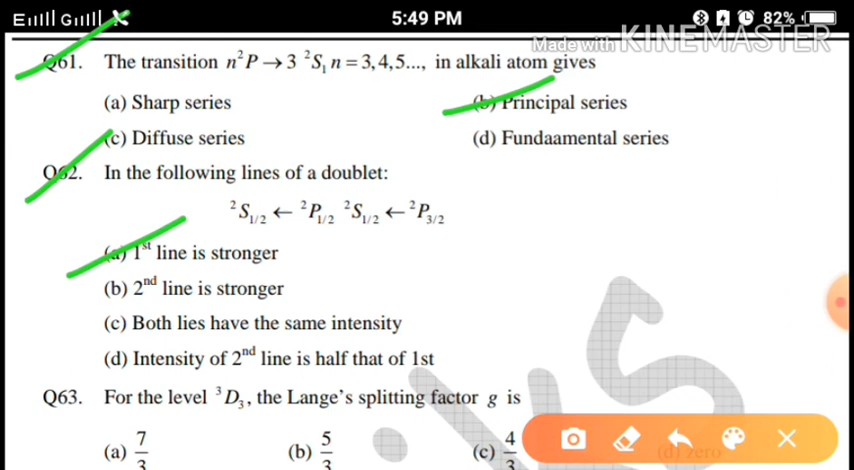 5:49 PM
82%
Made with KINEMASTER
Q61. The transition n²P → 3 ²S, n = 3, 4, 5..., in alkali atom gives
(a) Sharp series (b) Principal series
(c) Diffuse series (d) Fundaamental series
Q62. In the following lines of a doublet:
²S₁/₂ ← ²P₁/₂ ²S₁/₂ ← ²P₃/₂
(a) 1st line is stronger
(b) 2nd line is stronger
(c) Both lies have the same intensity
(d) Intensity of 2nd line is half that of 1st
Q63. For the level ³D₃, the Lange's splitting factor g is
(a) 7/3 (b) 5/3 (c) 4/3 (d) zero